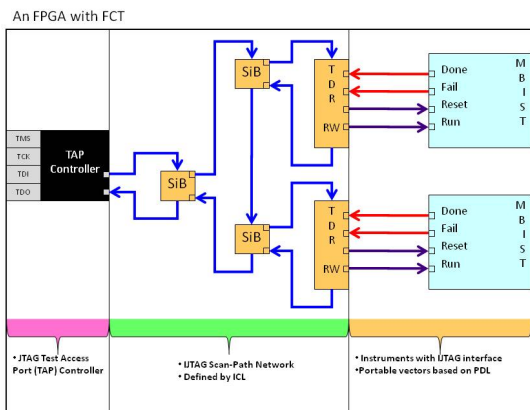 An FPGA with FCT
TMS
TCK
TDI
TDO
TAP
Controller
SiB
SiB
SiB
T
D
R
RW
Done
Fail
Reset
Run
M
B
I
S
T
T
D
R
RW
Done
Fail
Reset
Run
M
B
I
S
T
• JTAG Test Access
Port (TAP) Controller
• IJTAG Scan-Path Network
• Defined by ICL
• Instruments with IJTAG interface
• Portable vectors based on PDL